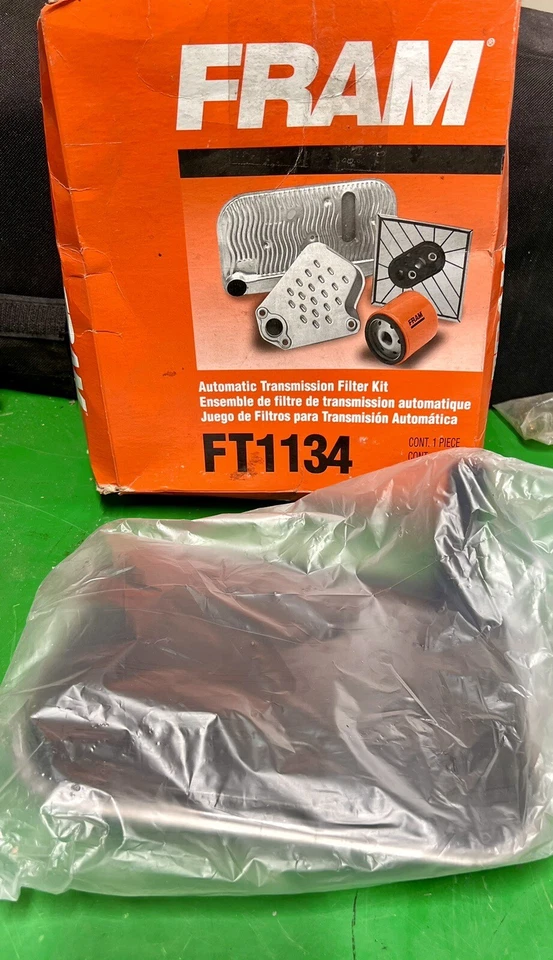 FRAM®
FRAM
Automatic Transmission Filter Kit
Ensemble de filtre de transmission automatique
Juego de Filtros para Transmisión Automática
FT1134
CONT. 1 PIECE